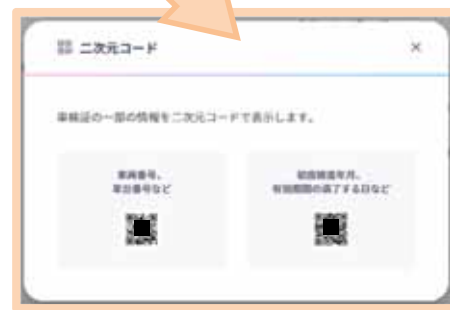 二次元コード
車検証の一部の情報を二次元コードで表示します。
車両番号、
車台番号など
初度検査年月、
有効期間の満了する日など